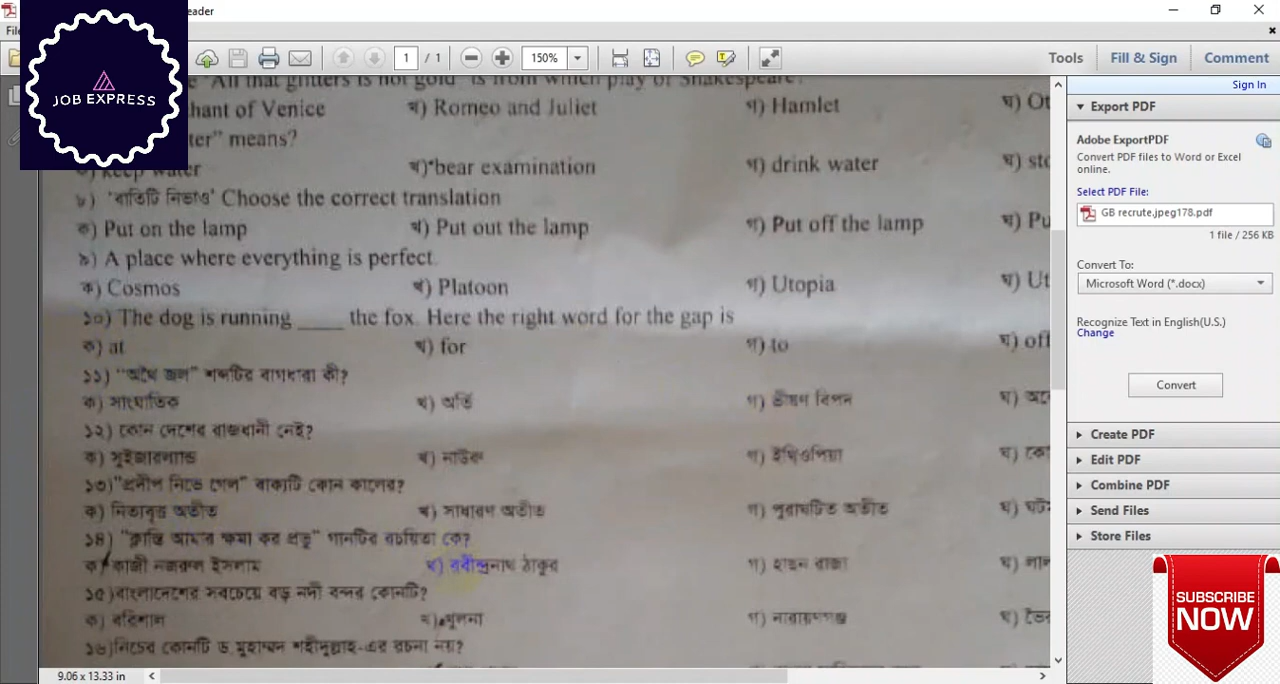 eader
File
JOB EXPRESS
1 / 1
150%
Tools
Fill & Sign
Comment
Sign In
Export PDF
Adobe ExportPDF
Convert PDF files to Word or Excel
online.
Select PDF File:
GB recrute.jpeg178.pdf
1 file / 256 KB
Convert To:
Microsoft Word (*.docx)
Recognize Text in English(U.S.)
Change
Convert
Create PDF
Edit PDF
Combine PDF
Send Files
Store Files
SUBSCRIBE
NOW
"All that glitters is not gold" is from which play of Shakespeare?
hant of Venice খ) Romeo and Juliet গ) Hamlet ঘ) Ot
ter" means?
ক) keep water খ) bear examination গ) drink water ঘ) sto
৮) 'বাতিটি নিভাও' Choose the correct translation
ক) Put on the lamp খ) Put out the lamp গ) Put off the lamp ঘ) Pu
৯) A place where everything is perfect.
ক) Cosmos খ) Platoon গ) Utopia ঘ) Ut
১০) The dog is running ____ the fox. Here the right word for the gap is
ক) at খ) for গ) to ঘ) off
১১) "অথৈ জল" শব্দটির বাগধারা কী?
ক) সাংঘাতিক খ) অতি গ) ভীষণ বিপদ ঘ)
১২) কোন দেশের রাজধানী নেই?
ক) সুইজারল্যান্ড খ) নাউরু গ) ইথিওপিয়া ঘ) কো
১৩) "প্রদীপ নিভে গেল" বাক্যটি কোন কালের?
ক) নিত্যবৃত্ত অতীত খ) সাধারণ অতীত গ) পুরাঘটিত অতীত ঘ) ঘট
১৪) "ক্লান্তি আমার ক্ষমা কর প্রভু" গানটির রচয়িতা কে?
ক) কাজী নজরুল ইসলাম খ) রবীন্দ্রনাথ ঠাকুর গ) হাছন রাজা ঘ) লাল
১৫) বাংলাদেশের সবচেয়ে বড় নদী বন্দর কোনটি?
ক) বরিশাল খ) খুলনা গ) নারায়ণগঞ্জ ঘ) ভৈ
১৬) নিচের কোনটি ড. মুহাম্মদ শহীদুল্লাহ-এর রচনা নয়?
9.06 x 13.33 in